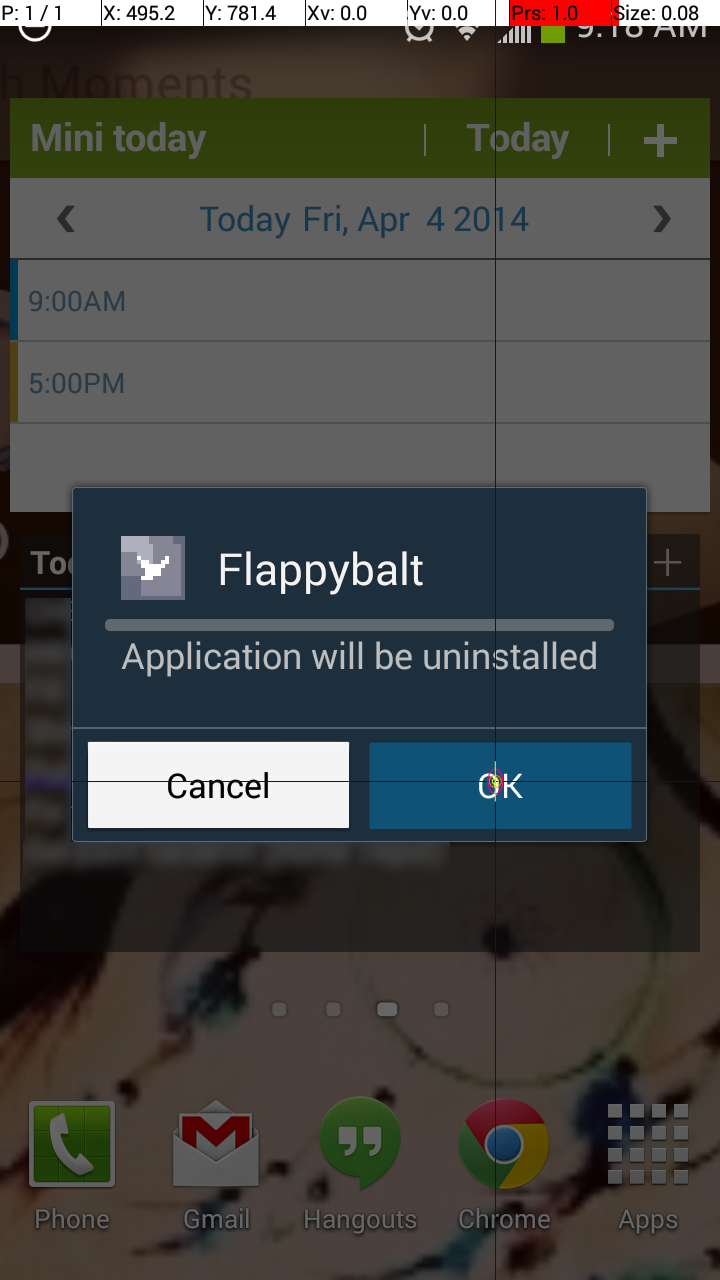 P: 1 / 1 X: 495.2 Y: 781.4 Xv: 0.0 Yv: 0.0 Prs: 1.0 Size: 0.08
9:18 AM
h Moments
Mini today Today +
Today Fri, Apr 4 2014
9:00AM
5:00PM
Flappybalt
Application will be uninstalled
Cancel OK
Phone Gmail Hangouts Chrome Apps